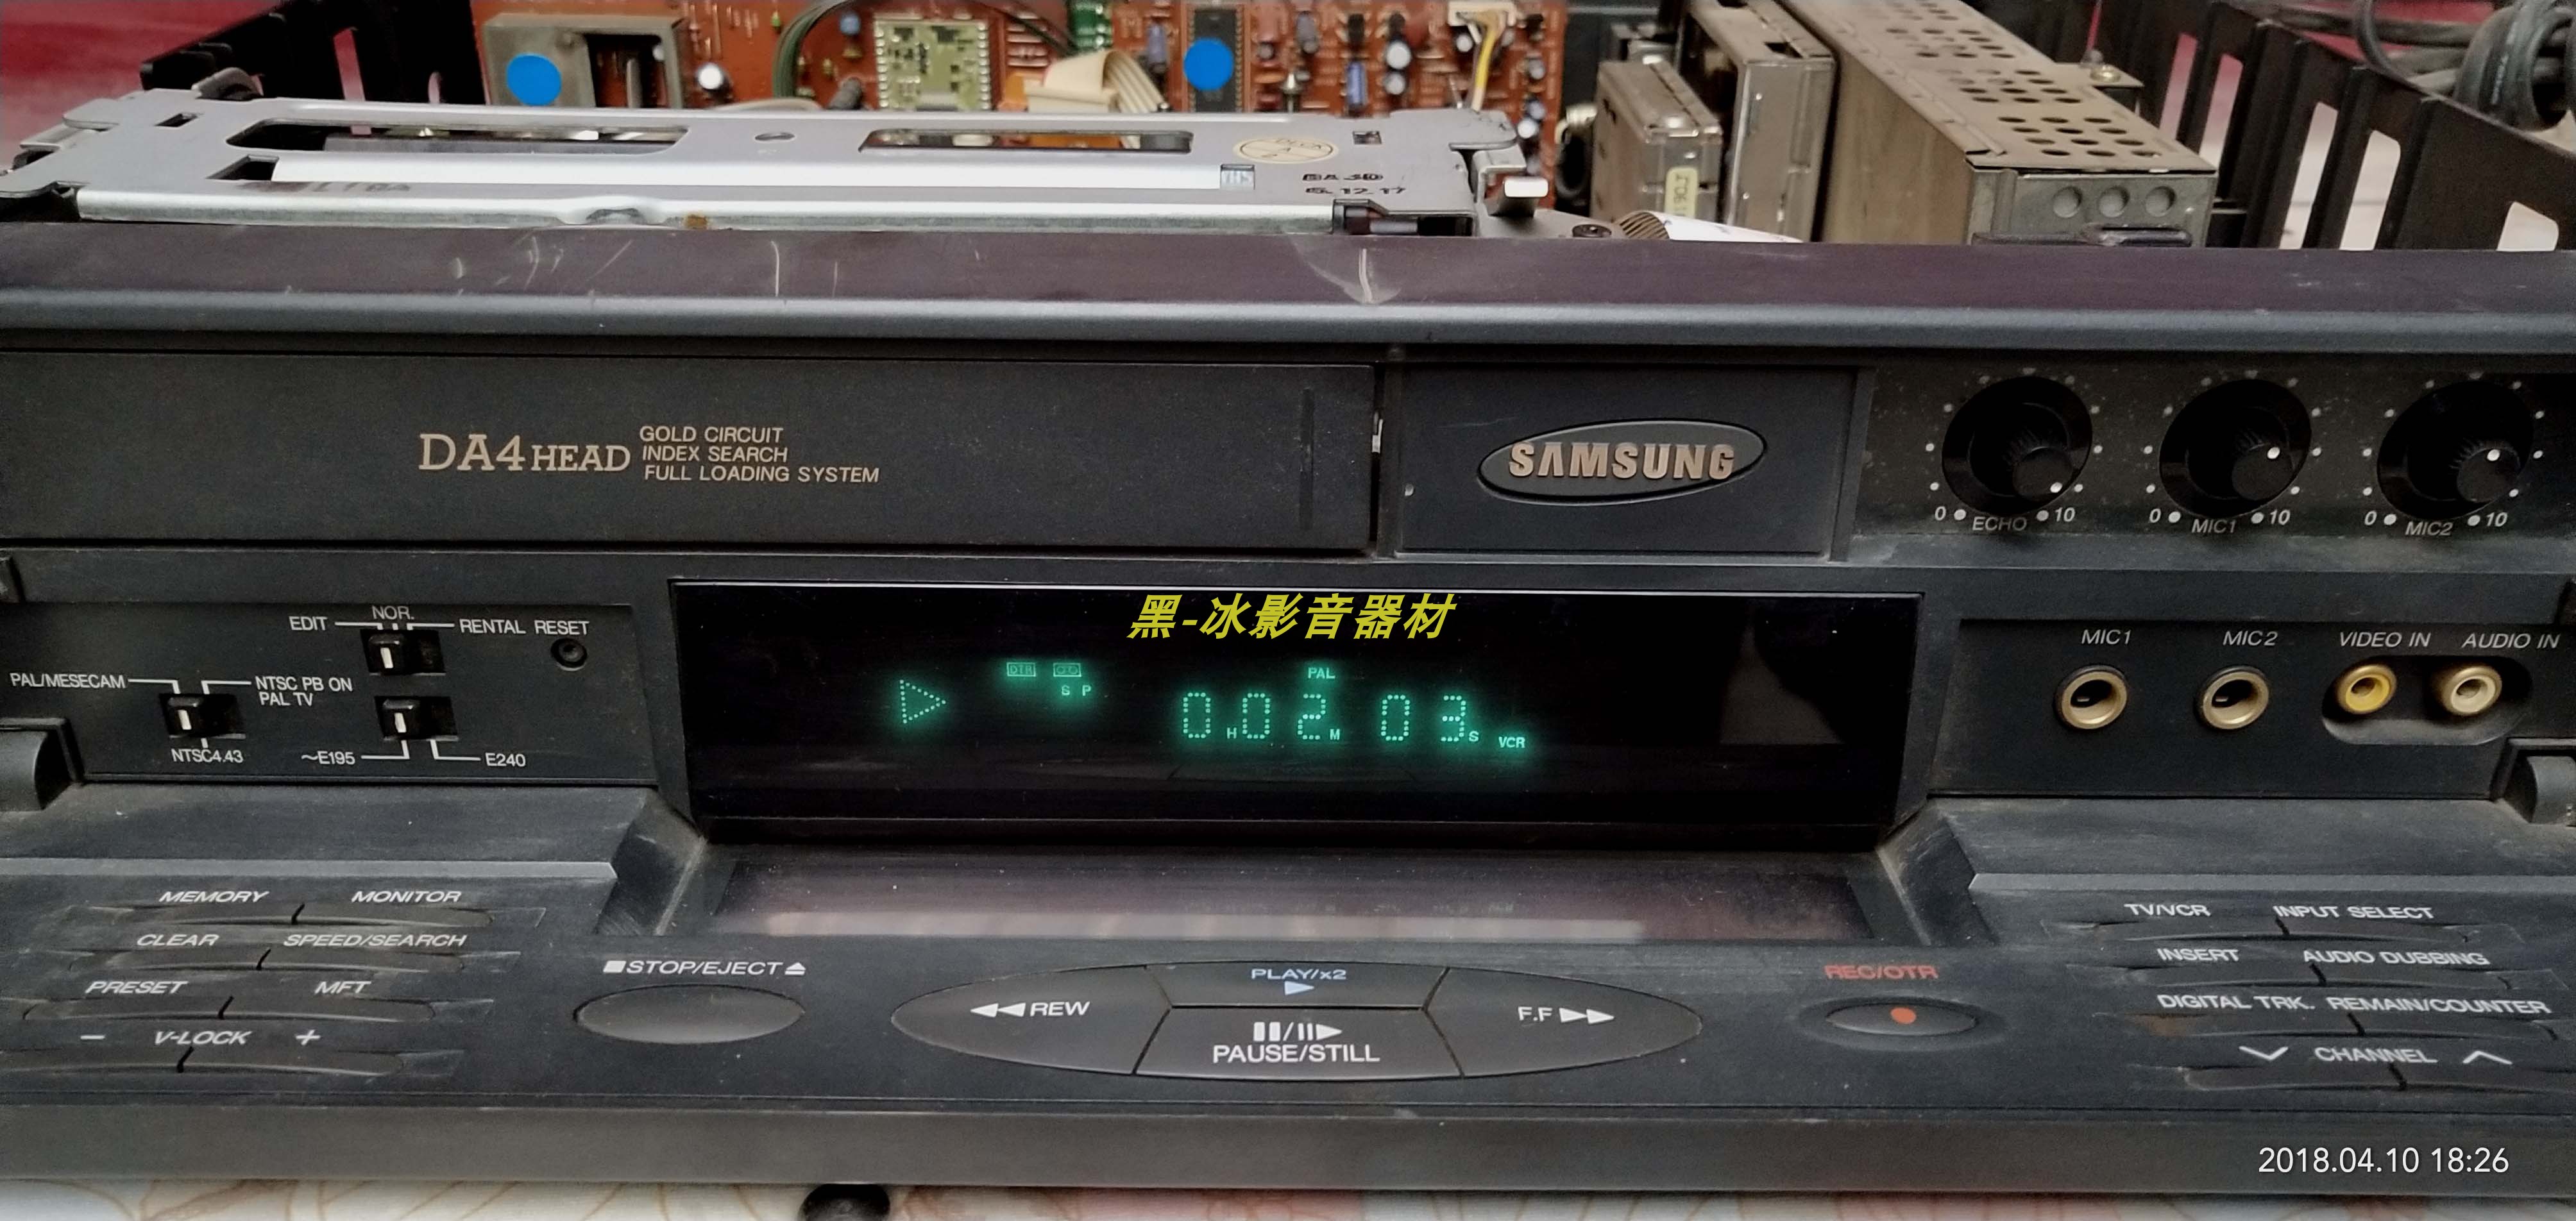 DA4 HEAD
GOLD CIRCUIT
INDEX SEARCH
FULL LOADING SYSTEM
SAMSUNG
0 ECHO 10
0 MIC1 10
0 MIC2 10
黑-冰影音器材
EDIT NOR. RENTAL RESET
PAL/MESECAM NTSC PB ON
PAL TV
NTSC4.43
~E195 E240
DTR
S P
PAL
0H02M 03S VCR
MIC1 MIC2 VIDEO IN AUDIO IN
MEMORY MONITOR
CLEAR SPEED/SEARCH
PRESET MFT
− V-LOCK +
■STOP/EJECT⏏
◀◀ REW
PLAY/x2
▶
▮▮/▮▮▶
PAUSE/STILL
F.F ▶▶
REC/OTR
TV/VCR INPUT SELECT
INSERT AUDIO DUBBING
DIGITAL TRK. REMAIN/COUNTER
CHANNEL
2018.04.10 18:26